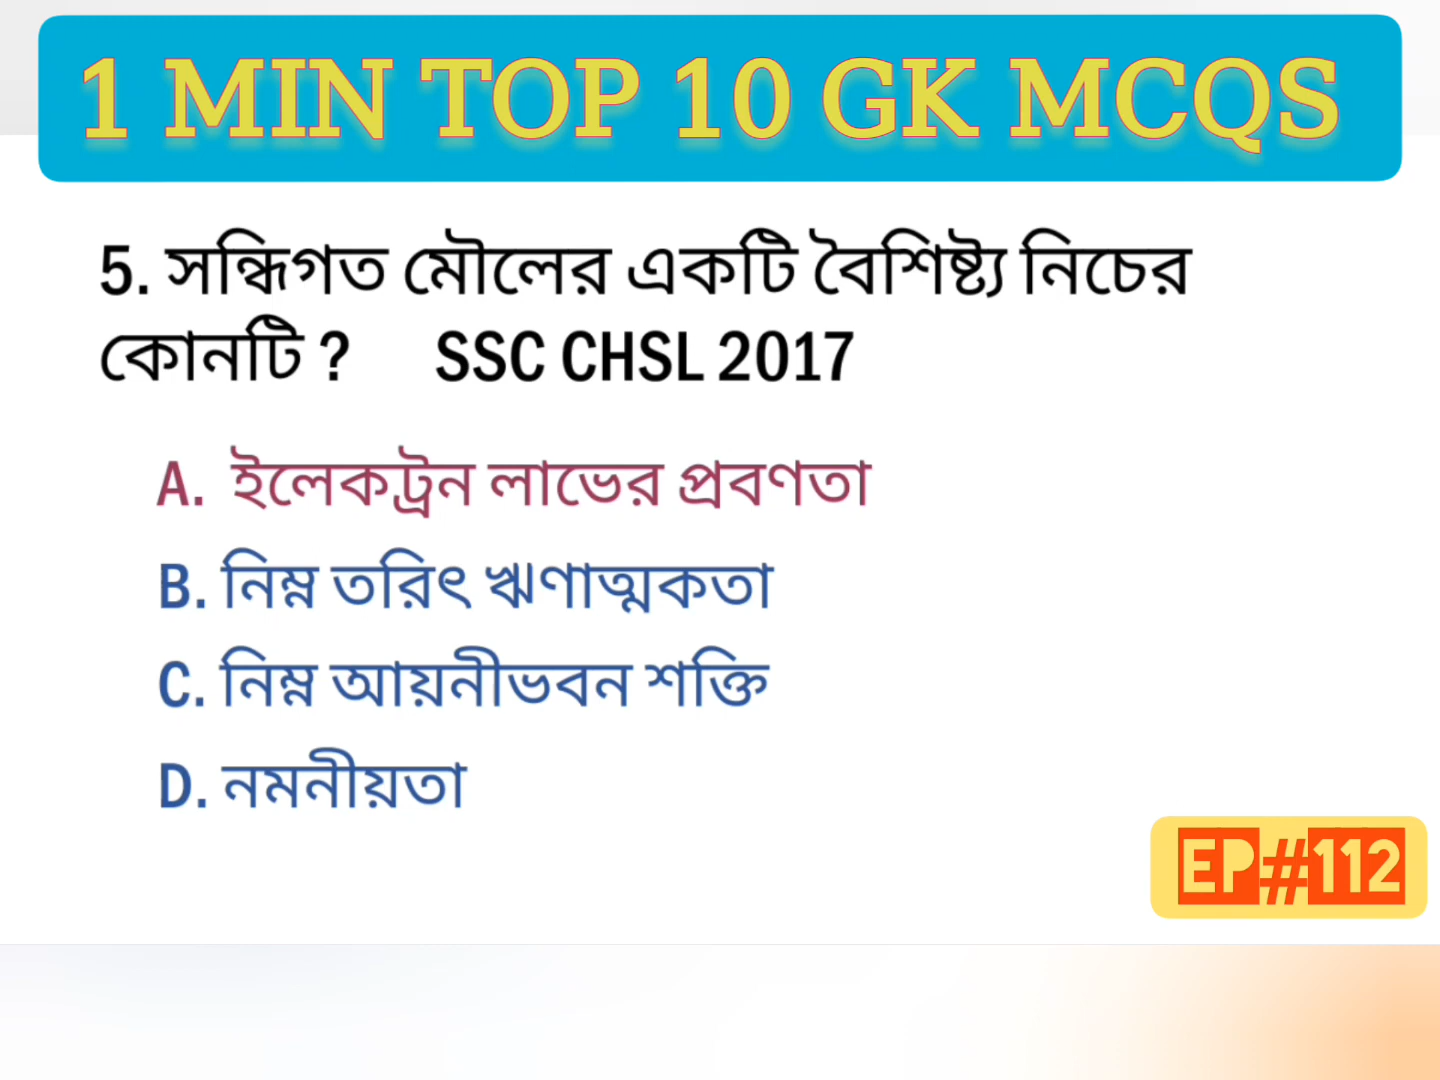 1 MIN TOP 10 GK MCQS
5. সন্ধিগত মৌলের একটি বৈশিষ্ট্য নিচের
কোনটি ? SSC CHSL 2017
A. ইলেকট্রন লাভের প্রবণতা
B. নিম্ন তরিৎ ঋণাত্মকতা
C. নিম্ন আয়নীভবন শক্তি
D. নমনীয়তা
EP#112